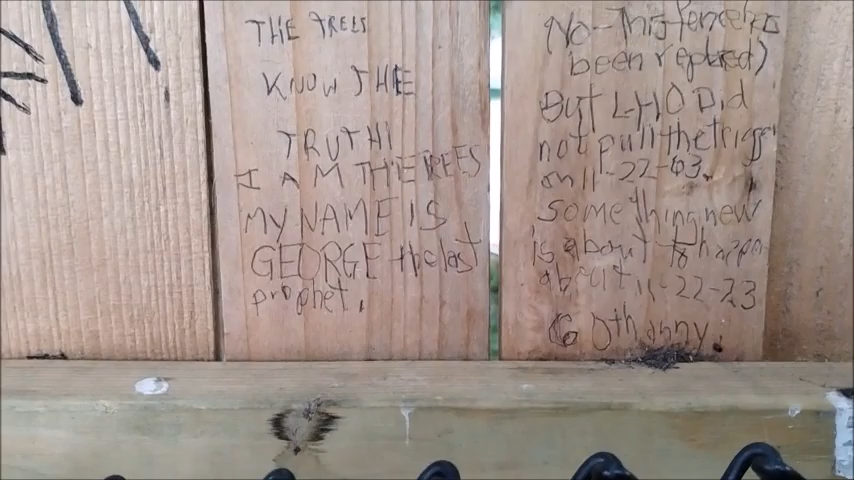 THE TREES
KNOW THE
TRUTH!
I AM THE TREES
MY NAME IS
GEORGE the last
prophet.
(No - This fence has
been replaced)
But LHO Did
not pull the trigger
on 11-22-63.
Something new
is about to happen
about 11-22-23
60th anny.